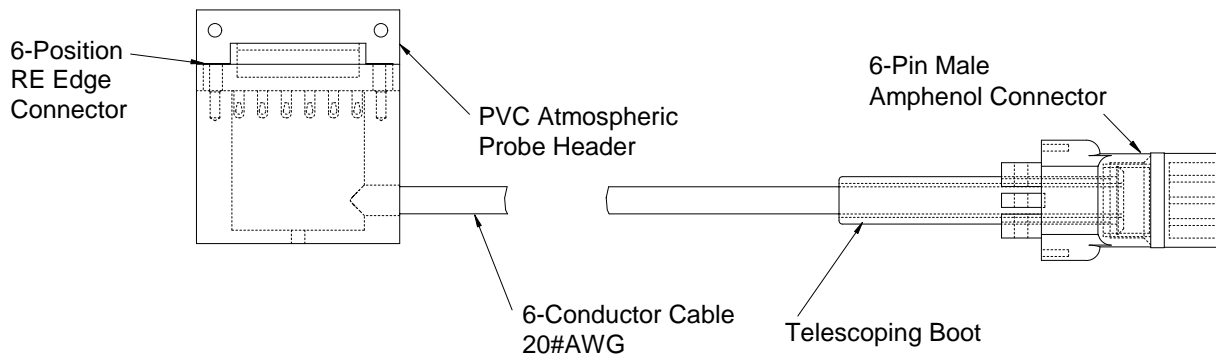 6-Position
RE Edge
Connector
PVC Atmospheric
Probe Header
6-Pin Male
Amphenol Connector
6-Conductor Cable
20#AWG
Telescoping Boot